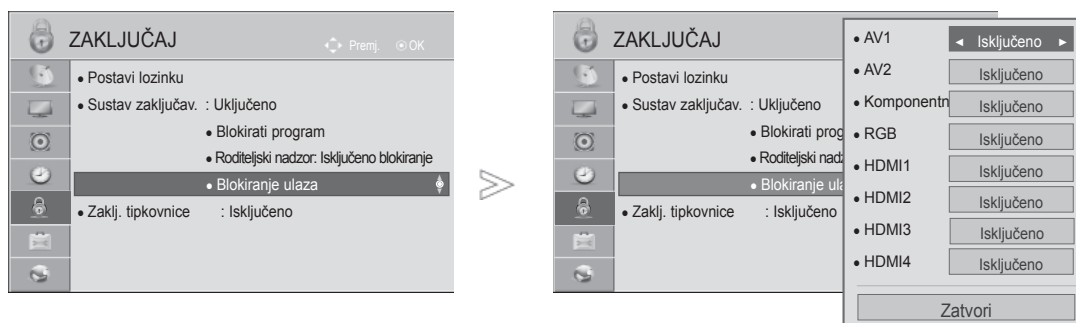 ZAKLJUČAJ
Premj. OK
• Postavi lozinku
• Sustav zaključav. : Uključeno
• Blokirati program
• Roditeljski nadzor: Isključeno blokiranje
• Blokiranje ulaza
• Zaklj. tipkovnice : Isključeno
ZAKLJUČAJ
• Postavi lozinku
• Sustav zaključav. : Uključeno
• Blokirati prog
• Roditeljski nadz
• Blokiranje ula
• Zaklj. tipkovnice : Isključeno
• AV1 ◄ Isključeno ►
• AV2 Isključeno
• Komponentn Isključeno
• RGB Isključeno
• HDMI1 Isključeno
• HDMI2 Isključeno
• HDMI3 Isključeno
• HDMI4 Isključeno
Zatvori